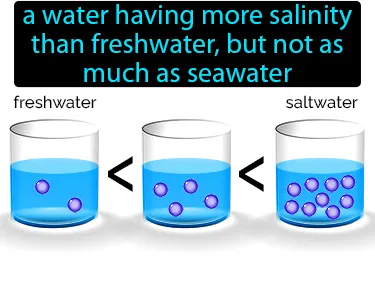 a water having more salinity
than freshwater, but not as
much as seawater
freshwater
saltwater
< <